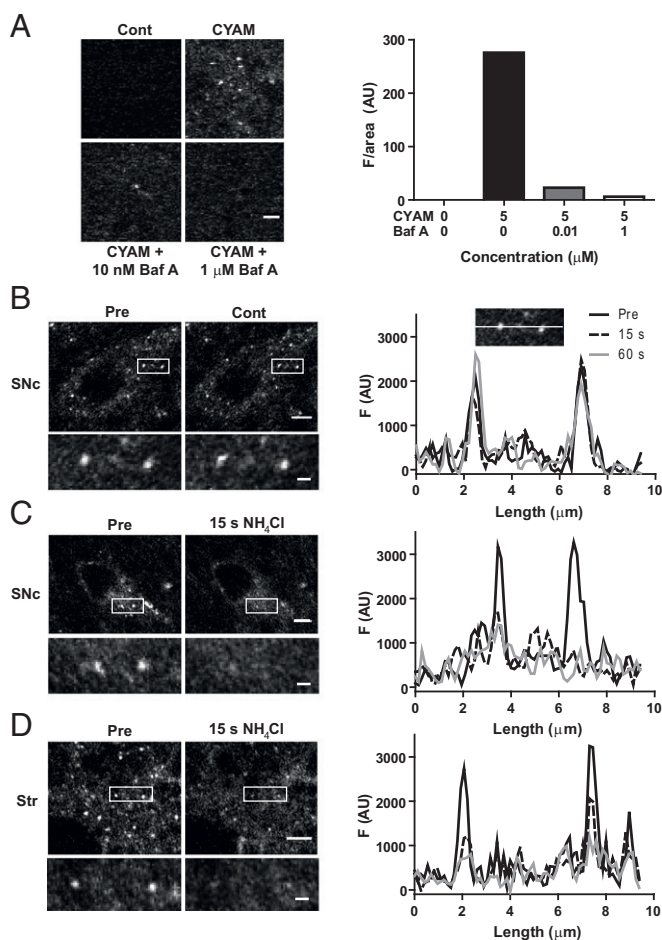 A
Cont CYAM
CYAM + 10 nM Baf A
CYAM + 1 μM Baf A
F/area (AU)
300
200
100
0
CYAM 0 5 5 5
Baf A 0 0 0.01 1
Concentration (μM)
B
Pre Cont
SNc
Pre
15 s
60 s
F (AU)
3000
2000
1000
0
0 2 4 6 8 10
Length (μm)
C
Pre 15 s NH₄Cl
SNc
F (AU)
3000
2000
1000
0
0 2 4 6 8 10
Length (μm)
D
Pre 15 s NH₄Cl
Str
F (AU)
3000
2000
1000
0
0 2 4 6 8 10
Length (μm)